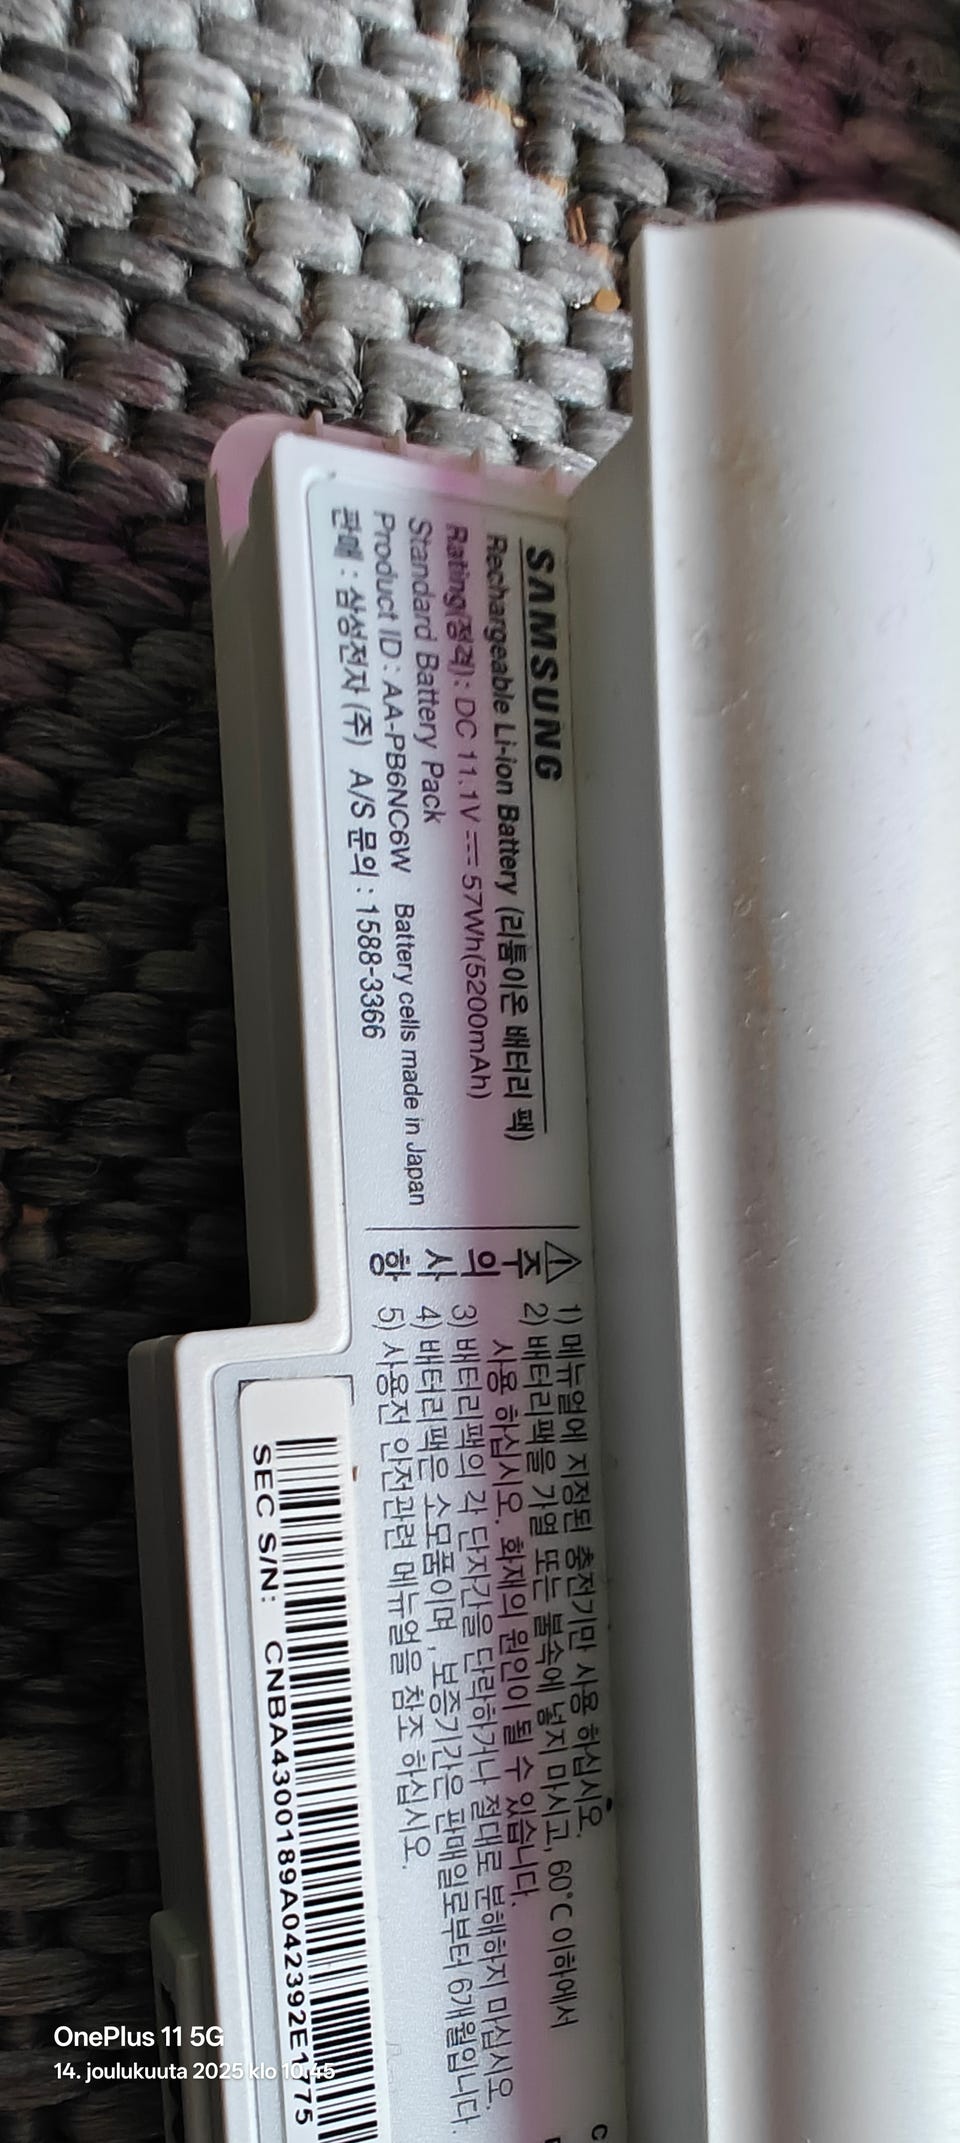 SAMSUNG
Rechargeable Li-ion Battery (리튬이온 배터리 팩)
Rating(정격) : DC 11.1V ⎓ 57Wh(5200mAh)
Standard Battery Pack
Product ID : AA-PB6NC6W Battery cells made in Japan
판매 : 삼성전자 (주) A/S 문의 : 1588-3366
⚠ 주의사항
1) 메뉴얼에 지정된 충전기만 사용 하십시오.
2) 배터리팩을 가열 또는 불속에 넣지 마시고, 60°C 이하에서
사용 하십시오. 화재의 원인이 될 수 있습니다.
3) 배터리팩의 각 단자간을 단락하거나 절대로 분해하지 마십시오.
4) 배터리팩은 소모품이며, 보증기간은 판매일로부터 6개월입니다.
5) 사용전 안전관련 메뉴얼을 참조 하십시오.
SEC S/N: CNBA4300189A042392E1775
OnePlus 11 5G
14. joulukuuta 2025 klo 10.45